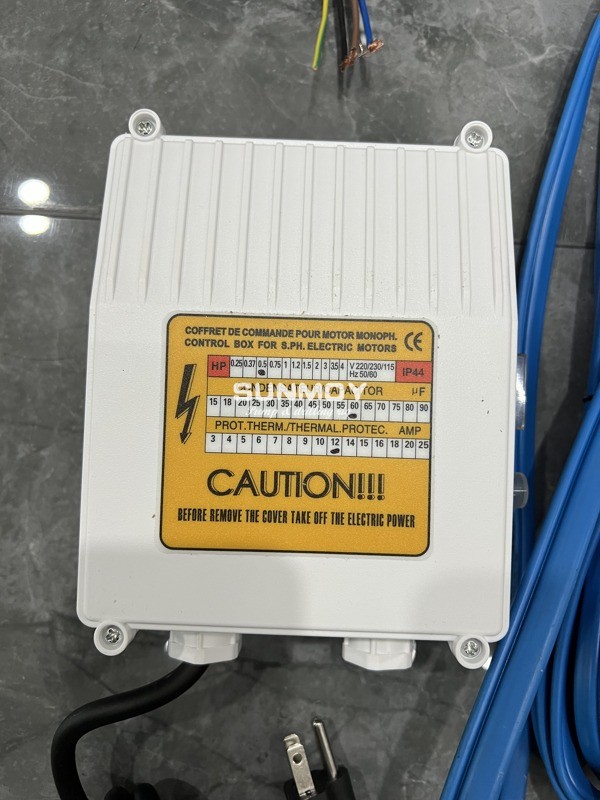 COFFRET DE COMMANDE POUR MOTOR MONOPH.
CONTROL BOX FOR S.PH. ELECTRIC MOTORS
CE
HP 0.25 0.37 0.5 0.75 1 1.2 1.5 2 3 3.5 4 V 220/230/115 Hz 50/60 IP44
SUNMOY
µF
15 18 20 25 30 35 40 45 50 55 60 70 75 80 90
PROT.THERM./THERMAL.PROTEC. AMP
3 4 5 6 7 8 9 10 12 14 16 18 20 25
CAUTION!!!
BEFORE REMOVE THE COVER TAKE OFF THE ELECTRIC POWER